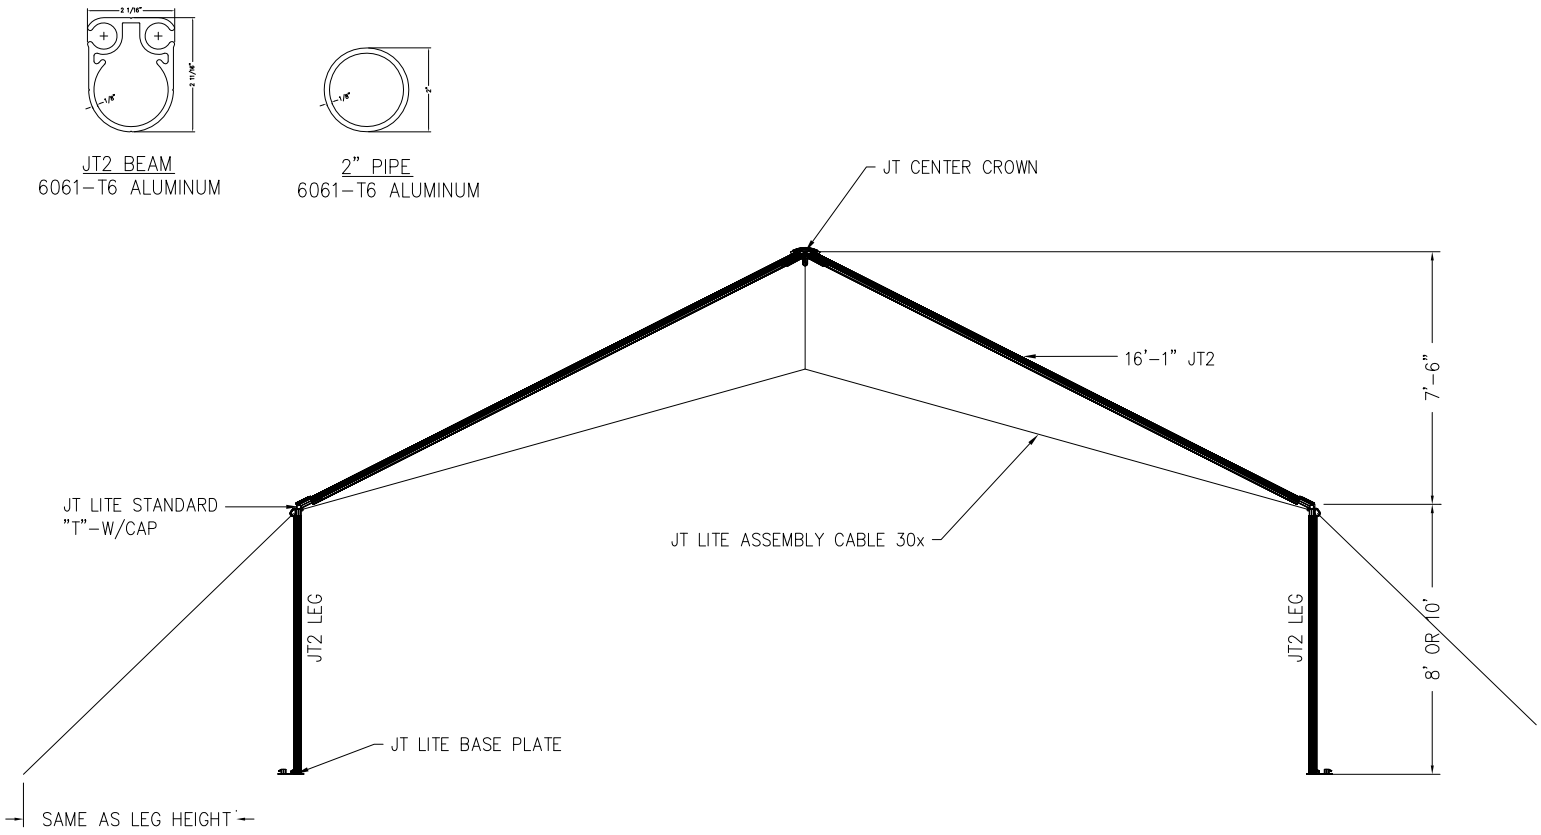 2 1/16"
2 11/16"
1/8"
JT2 BEAM
6061-T6 ALUMINUM
1/8"
2"
2" PIPE
6061-T6 ALUMINUM
JT CENTER CROWN
16'-1" JT2
7'-6"
JT LITE STANDARD
"T"-W/CAP
JT LITE ASSEMBLY CABLE 30x
JT2 LEG
JT2 LEG
8' OR 10'
JT LITE BASE PLATE
SAME AS LEG HEIGHT